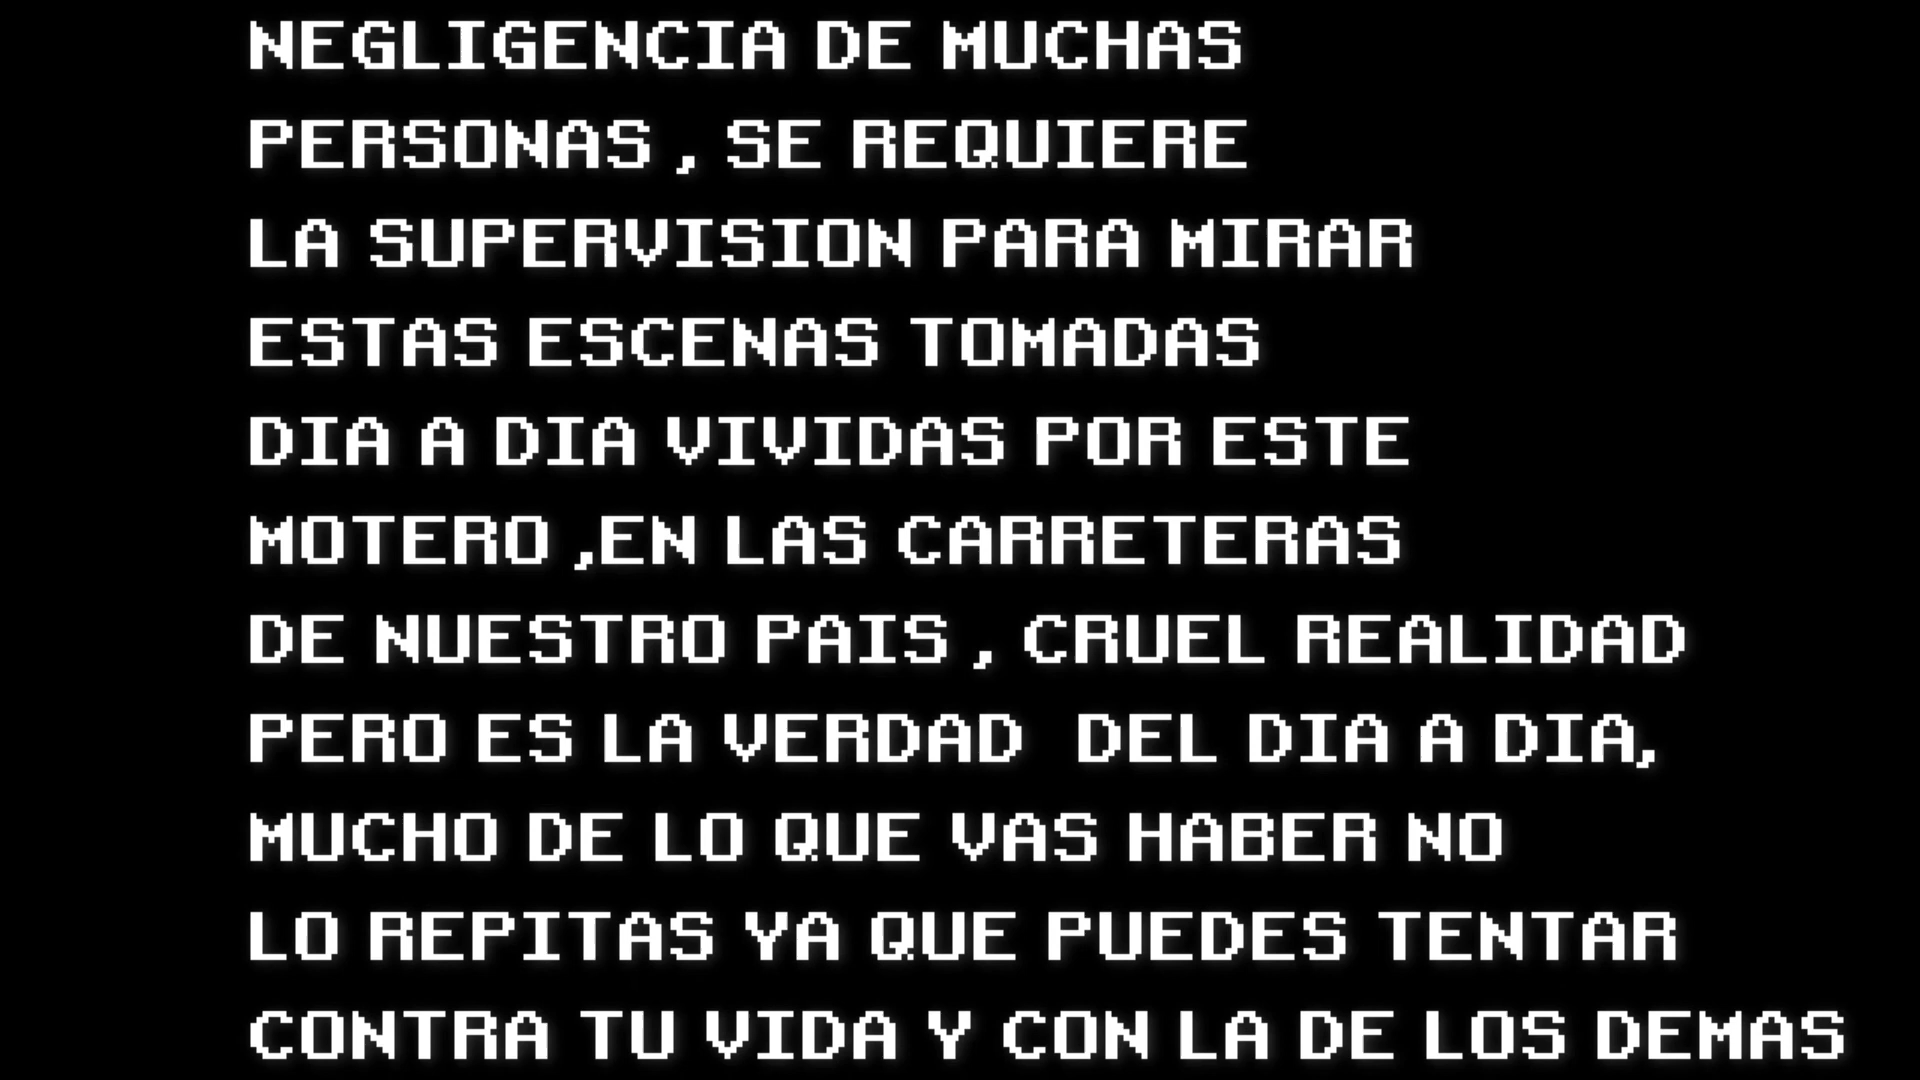 NEGLIGENCIA DE MUCHAS
PERSONAS , SE REQUIERE
LA SUPERVISION PARA MIRAR
ESTAS ESCENAS TOMADAS
DIA A DIA VIVIDAS POR ESTE
MOTERO ,EN LAS CARRETERAS
DE NUESTRO PAIS , CRUEL REALIDAD
PERO ES LA VERDAD  DEL DIA A DIA,
MUCHO DE LO QUE VAS HABER NO
LO REPITAS YA QUE PUEDES TENTAR
CONTRA TU VIDA Y CON LA DE LOS DEMAS